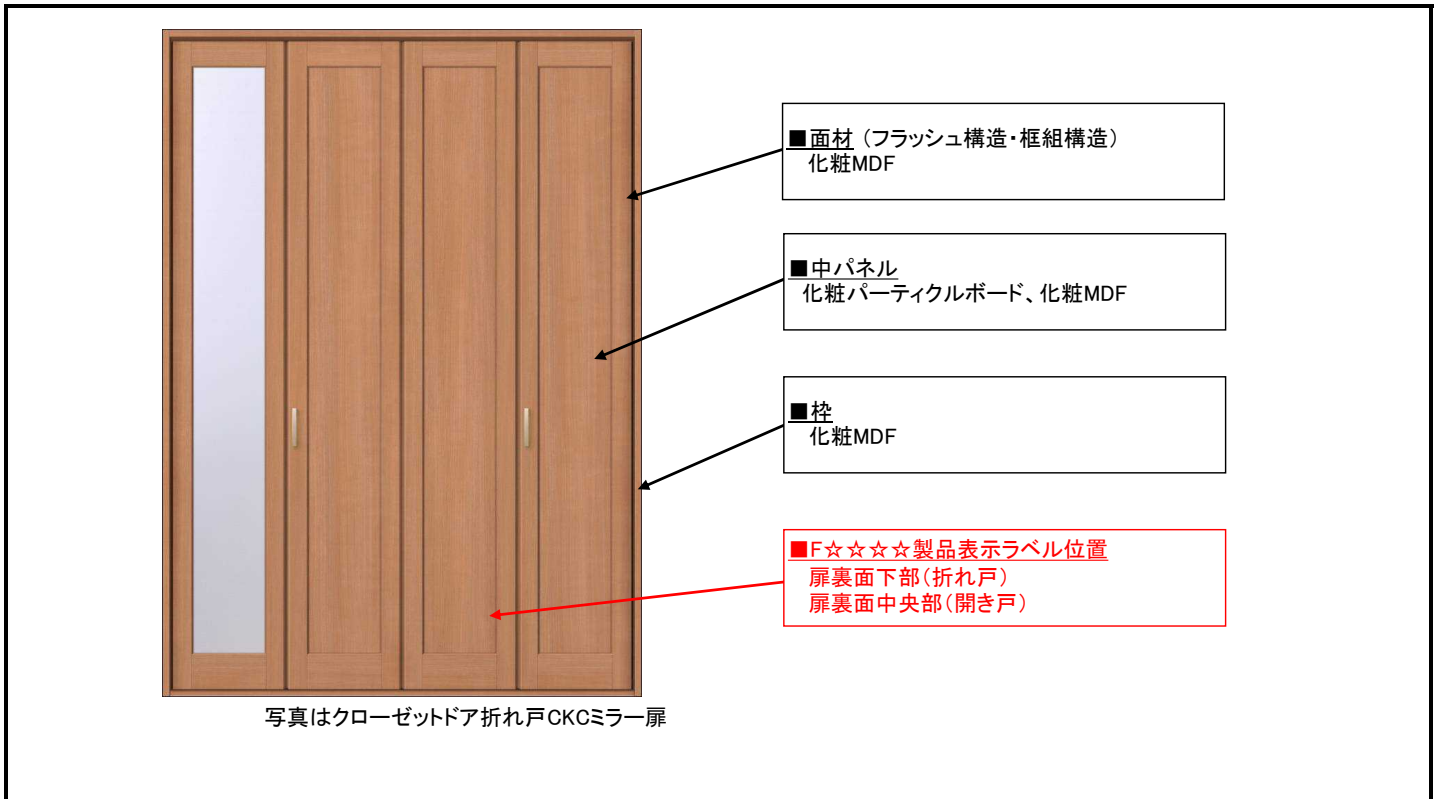 ■面材 (フラッシュ構造・框組構造)
化粧MDF
■中パネル
化粧パーティクルボード、化粧MDF
■枠
化粧MDF
■F☆☆☆☆製品表示ラベル位置
扉裏面下部(折れ戸)
扉裏面中央部(開き戸)
写真はクローゼットドア折れ戸CKCミラー扉